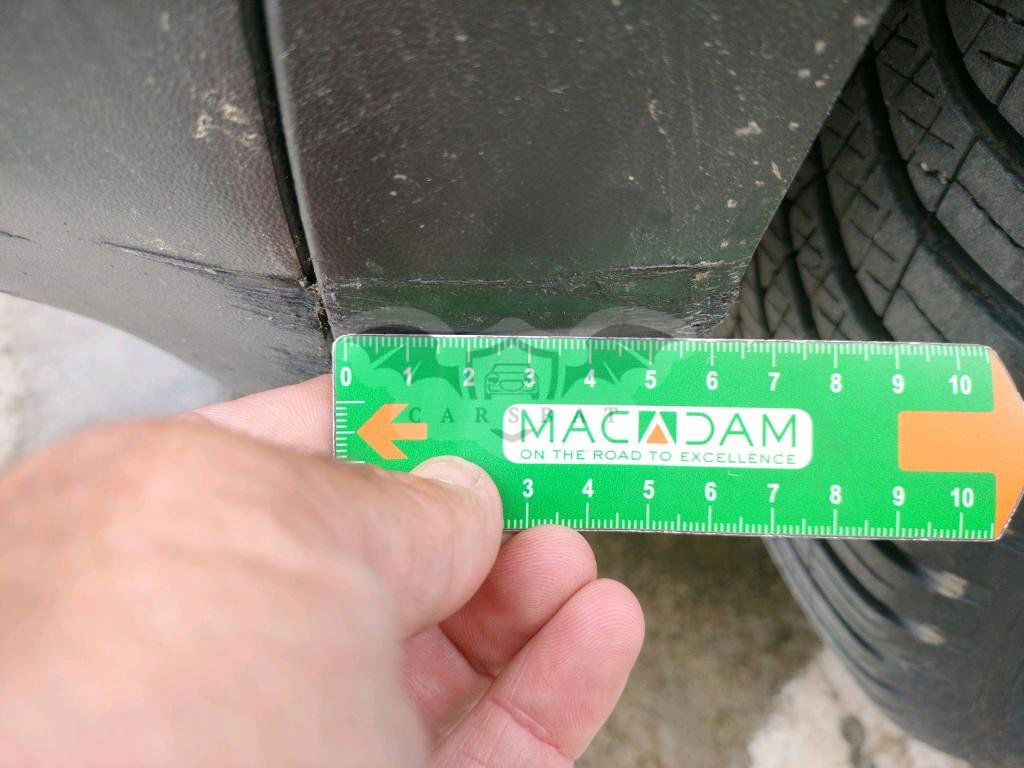 0 1 2 3 4 5 6 7 8 9 10
CARSBAT
MACADAM
ON THE ROAD TO EXCELLENCE
3 4 5 6 7 8 9 10